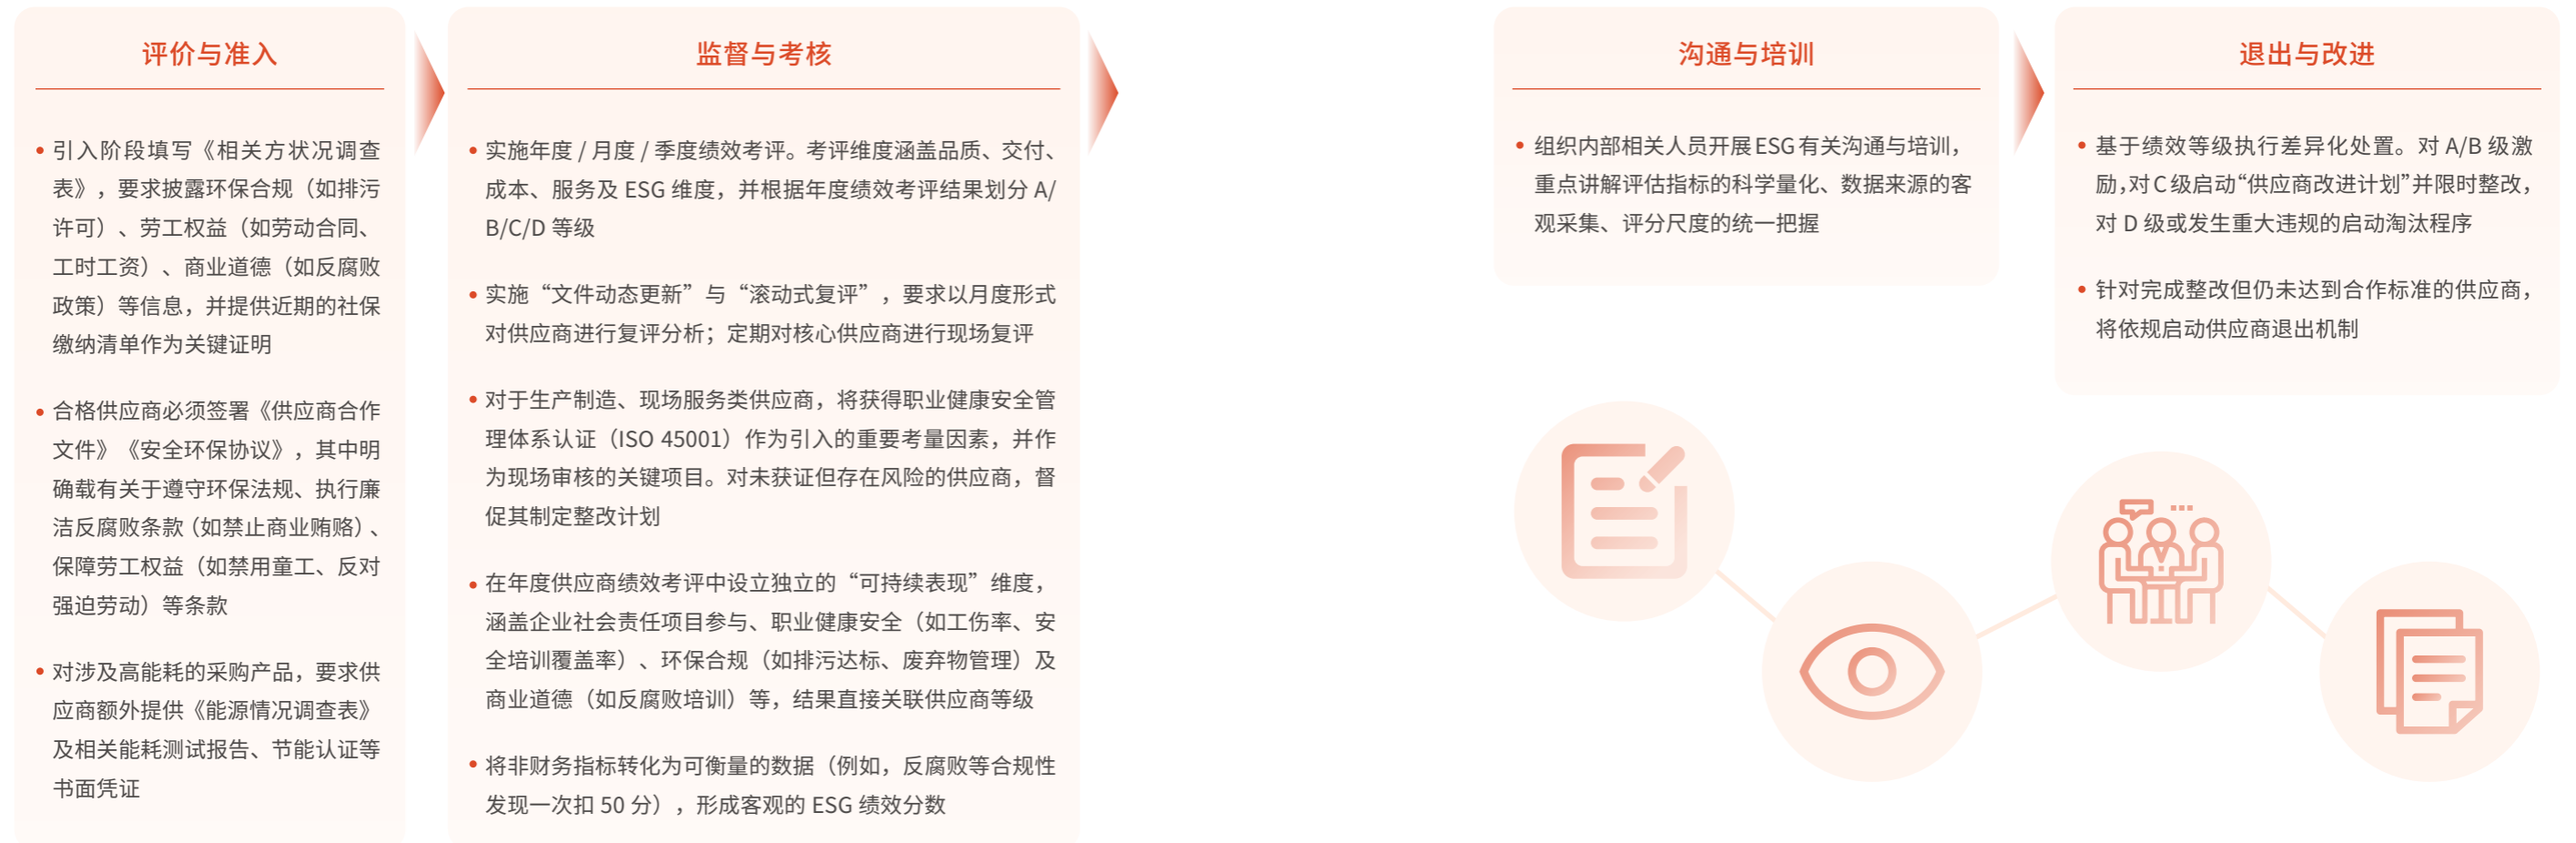 评价与准入
引入阶段填写《相关方状况调查
表》，要求披露环保合规（如排污
许可）、劳工权益（如劳动合同、
工时工资）、商业道德（如反腐败
政策）等信息，并提供近期的社保
缴纳清单作为关键证明
合格供应商必须签署《供应商合作
文件》《安全环保协议》，其中明
确载有关于遵守环保法规、执行廉
洁反腐败条款（如禁止商业贿赂）、
保障劳工权益（如禁用童工、反对
强迫劳动）等条款
对涉及高能耗的采购产品，要求供
应商额外提供《能源情况调查表》
及相关能耗测试报告、节能认证等
书面凭证
监督与考核
实施年度 / 月度 / 季度绩效考评。考评维度涵盖品质、交付、
成本、服务及 ESG 维度，并根据年度绩效考评结果划分 A/
B/C/D 等级
实施“文件动态更新”与“滚动式复评”，要求以月度形式
对供应商进行复评分析；定期对核心供应商进行现场复评
对于生产制造、现场服务类供应商，将获得职业健康安全管
理体系认证（ISO 45001）作为引入的重要考量因素，并作
为现场审核的关键项目。对未获证但存在风险的供应商，督
促其制定整改计划
在年度供应商绩效考评中设立独立的“可持续表现”维度，
涵盖企业社会责任项目参与、职业健康安全（如工伤率、安
全培训覆盖率）、环保合规（如排污达标、废弃物管理）及
商业道德（如反腐败培训）等，结果直接关联供应商等级
将非财务指标转化为可衡量的数据（例如，反腐败等合规性
发现一次扣 50 分），形成客观的 ESG 绩效分数
沟通与培训
组织内部相关人员开展 ESG 有关沟通与培训，
重点讲解评估指标的科学量化、数据来源的客
观采集、评分尺度的统一把握
退出与改进
基于绩效等级执行差异化处置。对 A/B 级激
励，对 C 级启动“供应商改进计划”并限时整改，
对 D 级或发生重大违规的启动淘汰程序
针对完成整改但仍未达到合作标准的供应商，
将依规启动供应商退出机制